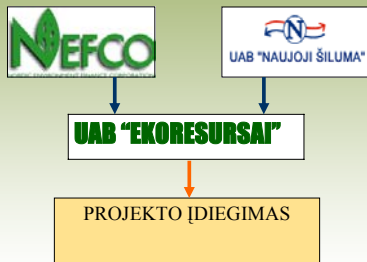 NEFCO
NORDIC ENVIRONMENT FINANCE CORPORATION
N
UAB "NAUJOJI ŠILUMA"
UAB "EKORESURSAI"
PROJEKTO ĮDIEGIMAS